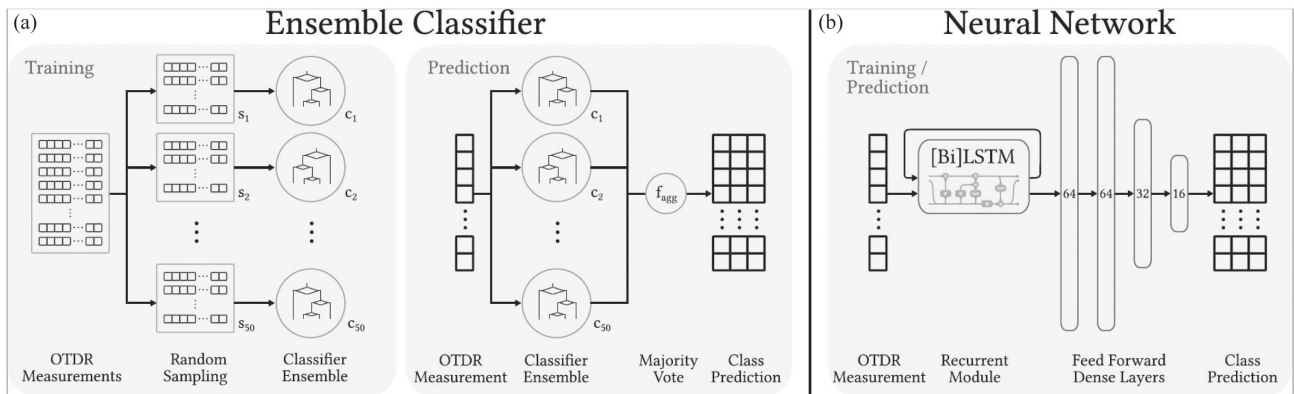 (a)
Ensemble Classifier
Training
s1
c1
s2
c2
s50
c50
OTDR
Measurements
Random
Sampling
Classifier
Ensemble
Prediction
c1
c2
c50
fagg
OTDR
Measurement
Classifier
Ensemble
Majority
Vote
Class
Prediction
(b)
Neural Network
Training /
Prediction
[Bi]LSTM
64
64
32
16
OTDR
Measurement
Recurrent
Module
Feed Forward
Dense Layers
Class
Prediction